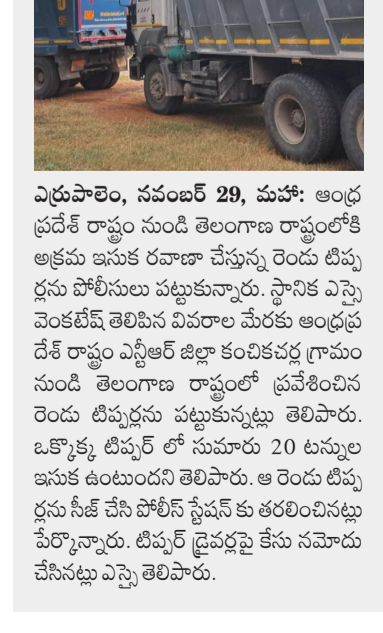 ఎర్రుపాలెం, నవంబర్ 29, మహా: ఆంధ్ర
ప్రదేశ్ రాష్ట్రం నుండి తెలంగాణ రాష్ట్రంలోకి
అక్రమ ఇసుక రవాణా చేస్తున్న రెండు టిప్ప
ర్లను పోలీసులు పట్టుకున్నారు. స్థానిక ఎస్సై
వెంకటేష్ తెలిపిన వివరాల మేరకు ఆంధ్రప్ర
దేశ్ రాష్ట్రం ఎన్టీఆర్ జిల్లా కంచికచర్ల గ్రామం
నుండి తెలంగాణ రాష్ట్రంలో ప్రవేశించిన
రెండు టిప్పర్లను పట్టుకున్నట్లు తెలిపారు.
ఒక్కొక్క టిప్పర్ లో సుమారు 20 టన్నుల
ఇసుక ఉంటుందని తెలిపారు. ఆ రెండు టిప్ప
ర్లను సీజ్ చేసి పోలీస్ స్టేషన్ కు తరలించినట్లు
పేర్కొన్నారు. టిప్పర్ డ్రైవర్లపై కేసు నమోదు
చేసినట్లు ఎస్సై తెలిపారు.